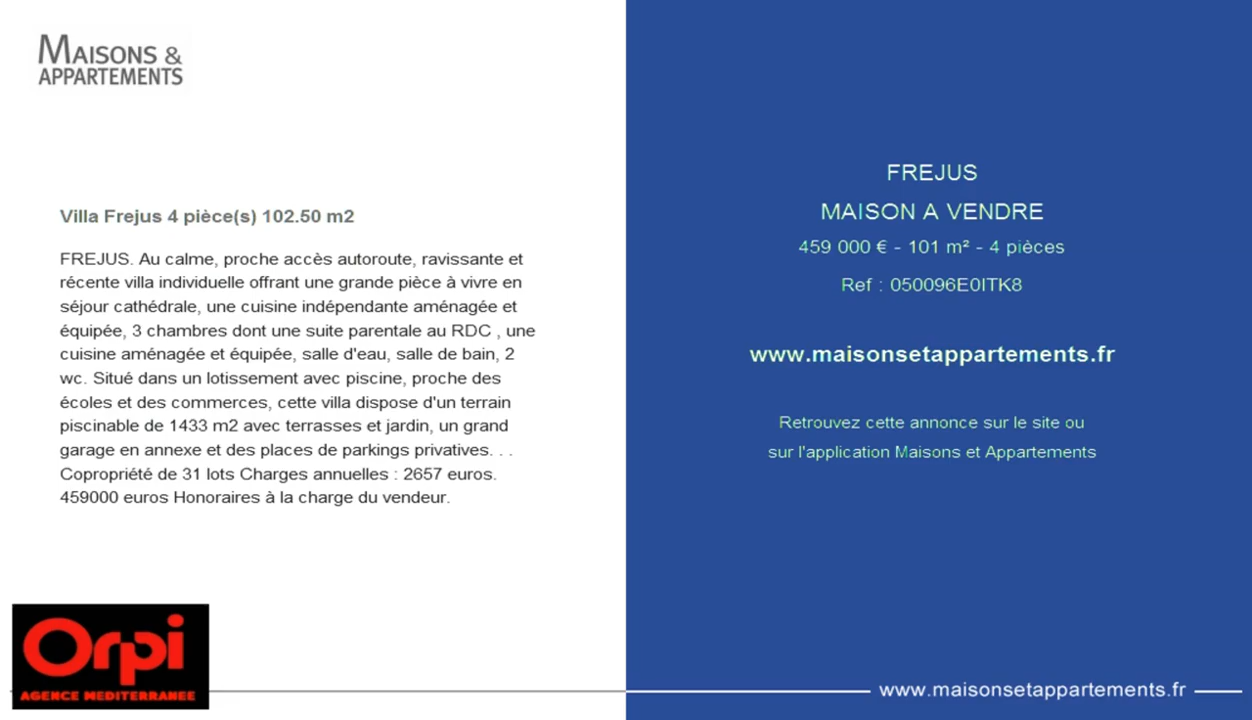 MAISONS &
APPARTEMENTS
Villa Frejus 4 pièce(s) 102.50 m2
FREJUS. Au calme, proche accès autoroute, ravissante et
récente villa individuelle offrant une grande pièce à vivre en
séjour cathédrale, une cuisine indépendante aménagée et
équipée, 3 chambres dont une suite parentale au RDC , une
cuisine aménagée et équipée, salle d'eau, salle de bain, 2
wc. Situé dans un lotissement avec piscine, proche des
écoles et des commerces, cette villa dispose d'un terrain
piscinable de 1433 m2 avec terrasses et jardin, un grand
garage en annexe et des places de parkings privatives. . .
Copropriété de 31 lots Charges annuelles : 2657 euros.
459000 euros Honoraires à la charge du vendeur.
Orpi
AGENCE MEDITERRANEE
FREJUS
MAISON A VENDRE
459 000 € - 101 m² - 4 pièces
Ref : 050096E0ITK8
www.maisonsetappartements.fr
Retrouvez cette annonce sur le site ou
sur l'application Maisons et Appartements
www.maisonsetappartements.fr